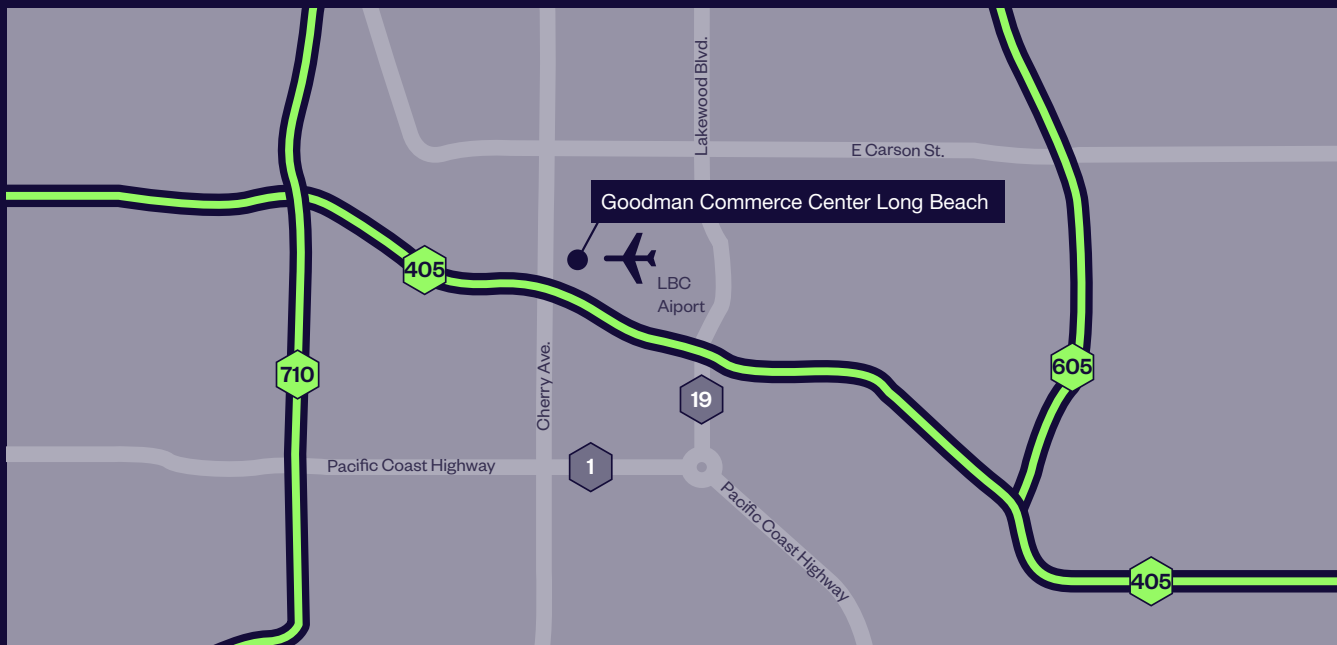 Lakewood Blvd.
E Carson St.
Goodman Commerce Center Long Beach
405
LBC
Aiport
Cherry Ave.
710
605
19
Pacific Coast Highway
1
Pacific Coast Highway
405